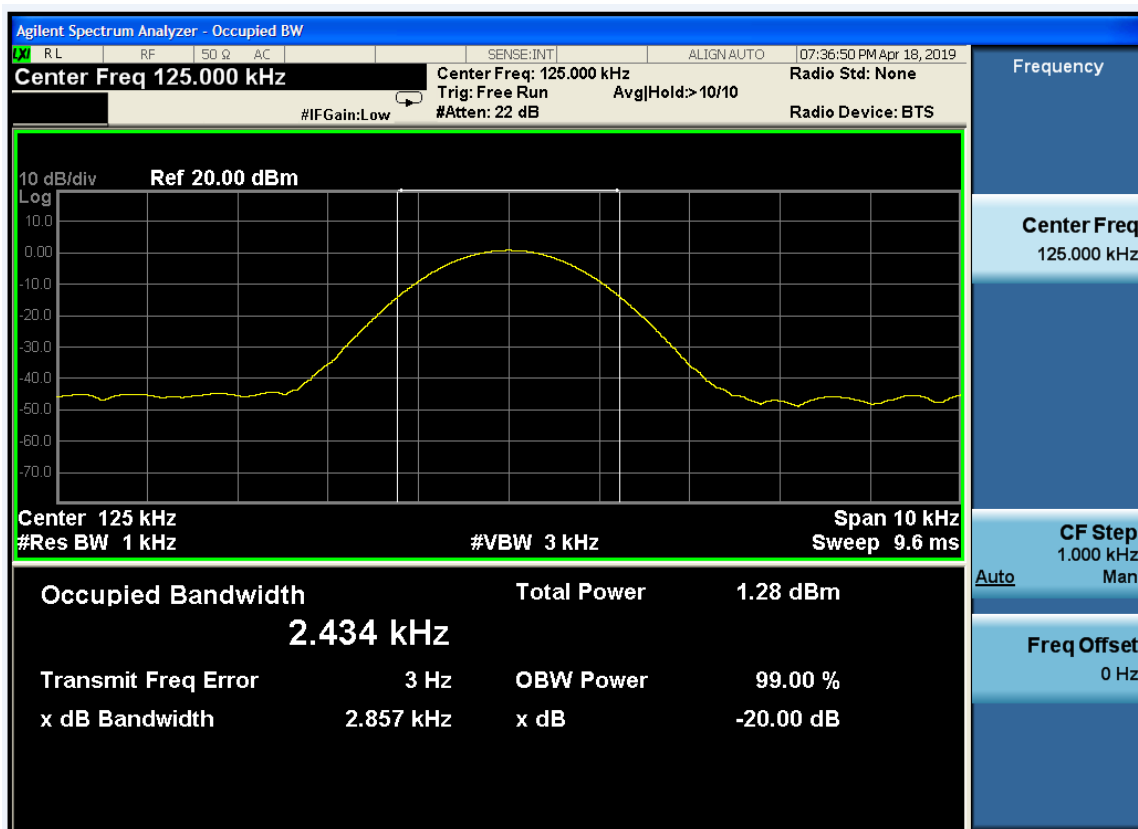 Agilent Spectrum Analyzer - Occupied BW
LXI RL RF 50 Ω AC SENSE:INT ALIGN AUTO 07:36:50 PM Apr 18, 2019
Center Freq 125.000 kHz
Center Freq: 125.000 kHz
Radio Std: None
Trig: Free Run Avg|Hold:>10/10
#IFGain:Low
#Atten: 22 dB
Radio Device: BTS
10 dB/div Ref 20.00 dBm
Log
10.0
0.00
-10.0
-20.0
-30.0
-40.0
-50.0
-60.0
-70.0
Center 125 kHz Span 10 kHz
#Res BW 1 kHz #VBW 3 kHz Sweep 9.6 ms
Occupied Bandwidth Total Power 1.28 dBm
2.434 kHz
Transmit Freq Error 3 Hz OBW Power 99.00 %
x dB Bandwidth 2.857 kHz x dB -20.00 dB
Frequency
Center Freq
125.000 kHz
CF Step
1.000 kHz
Auto Man
Freq Offset
0 Hz